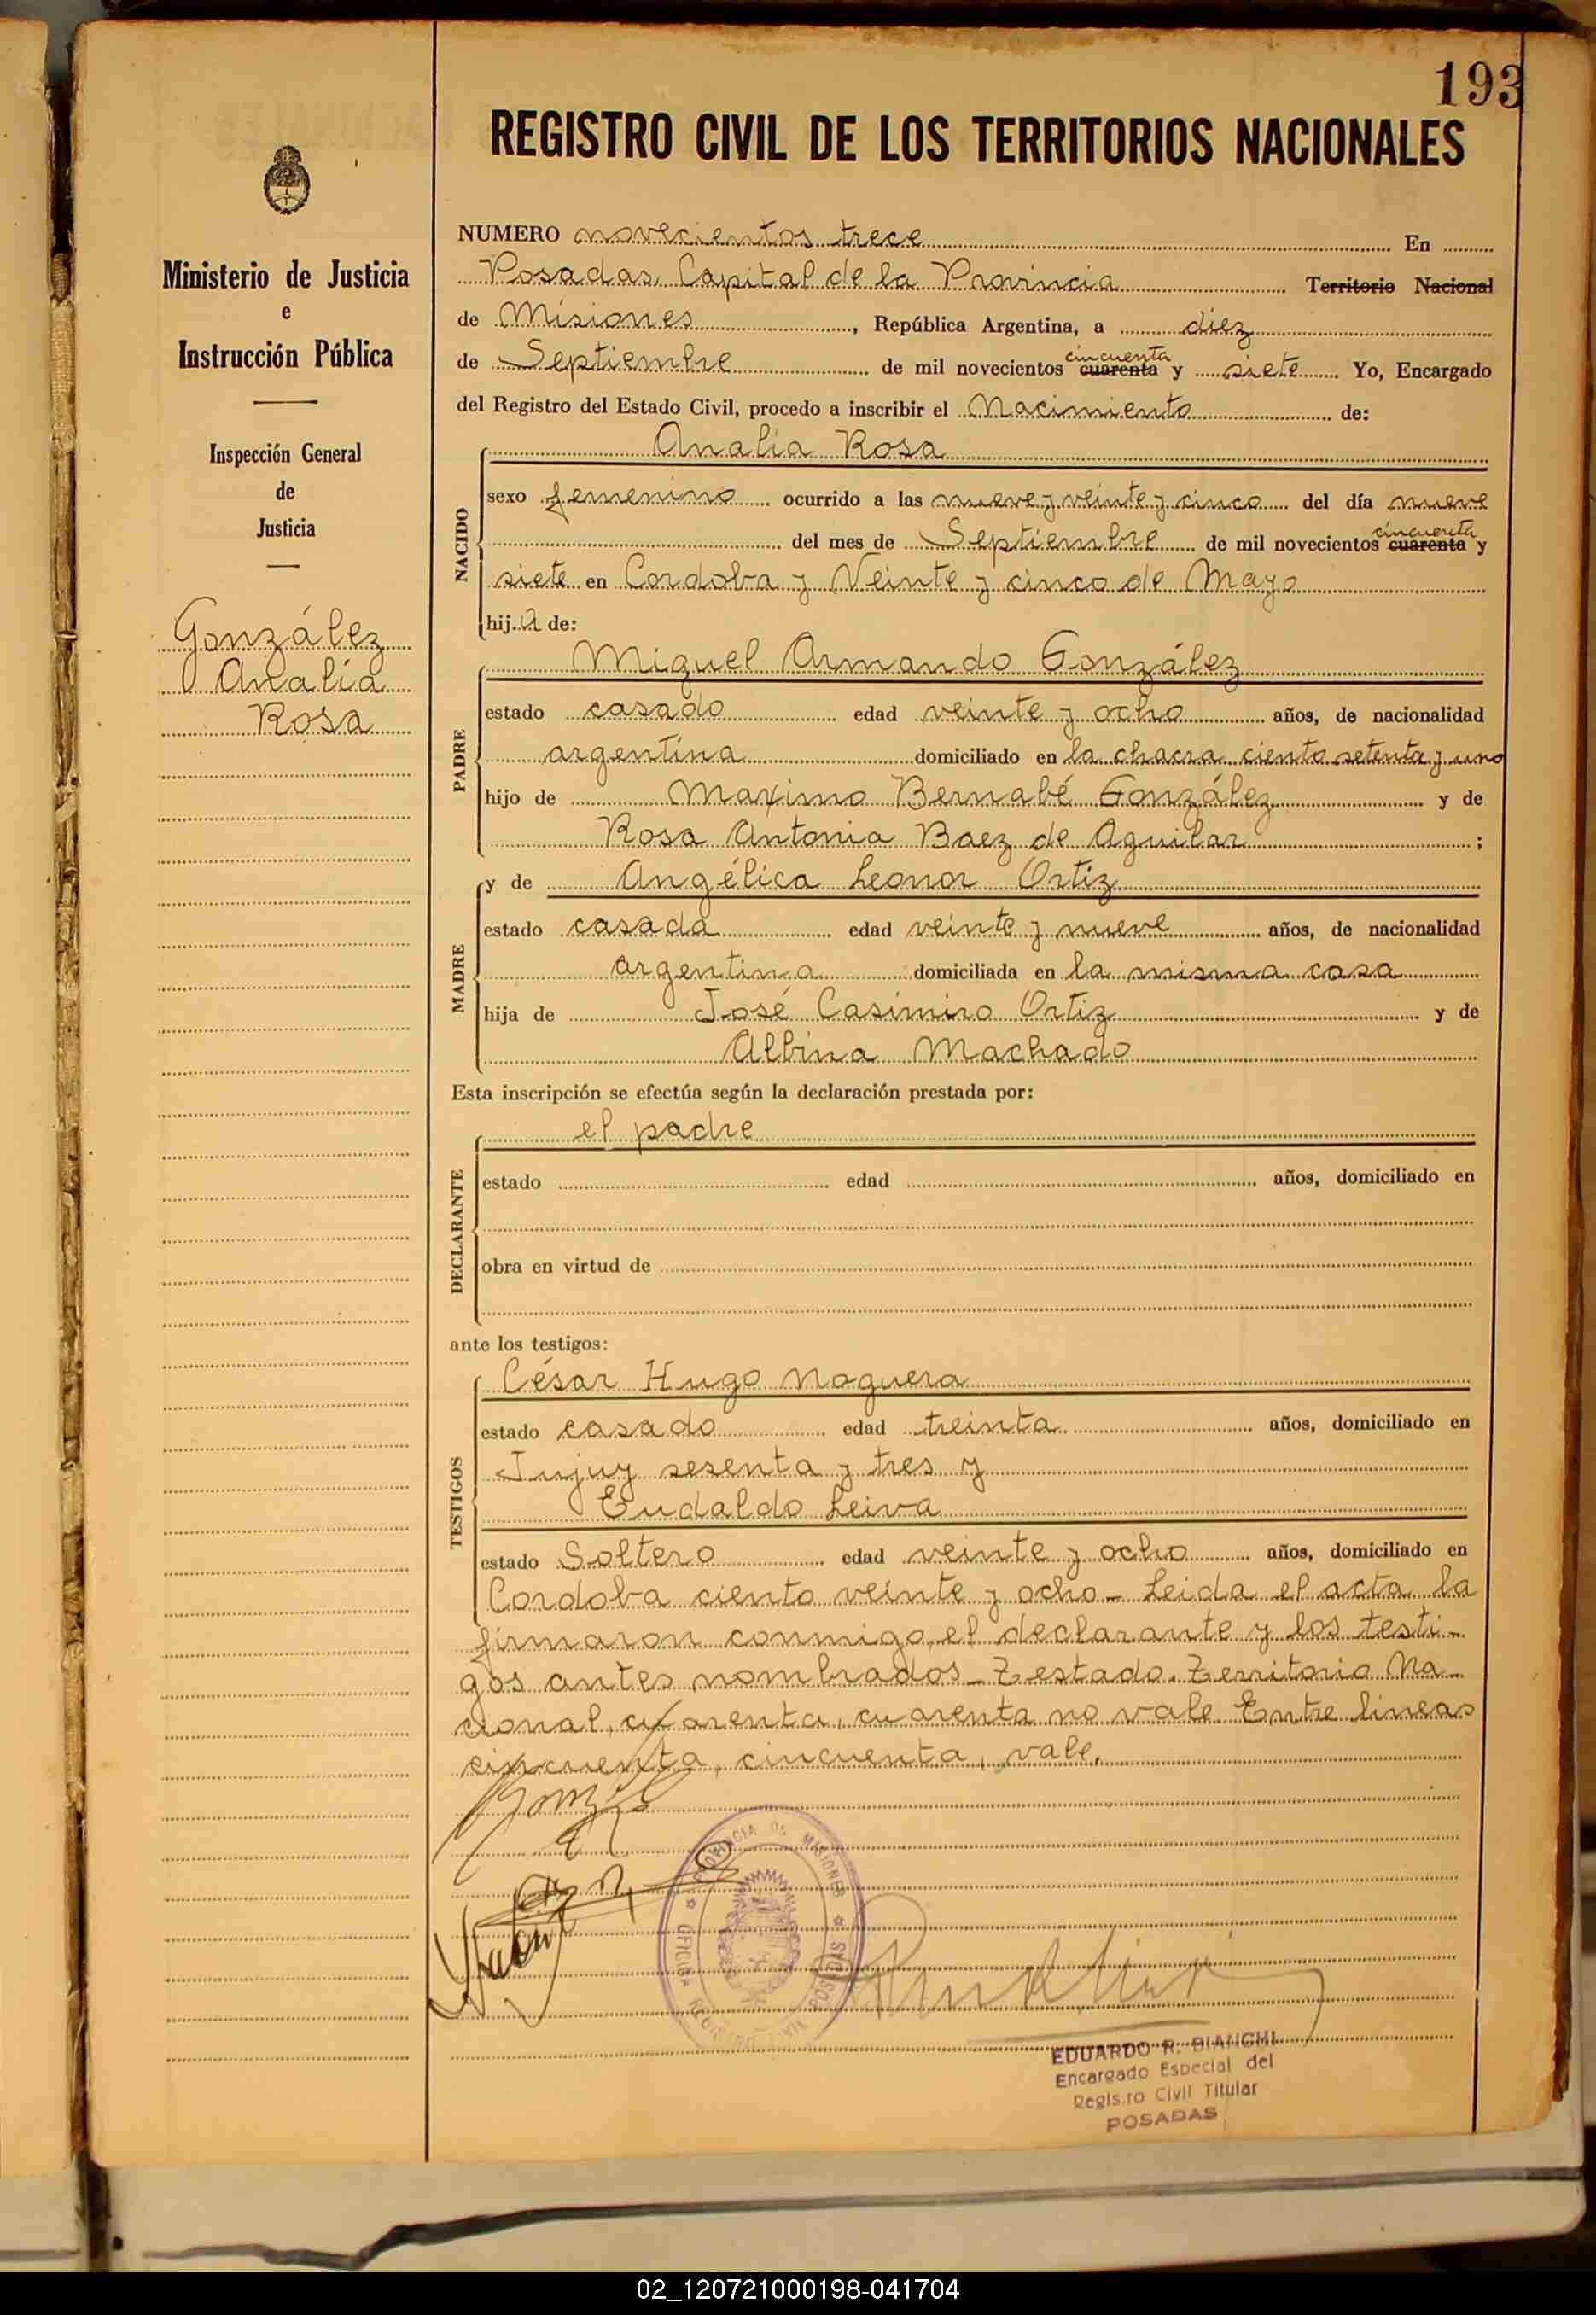 193
REGISTRO CIVIL DE LOS TERRITORIOS NACIONALES
Ministerio de Justicia
e
Instrucción Pública
Inspección General
de
Justicia
González
Analía
Rosa
NUMERO novecientos trece En
Posadas, Capital de la Provincia Territorio Nacional
de Misiones, República Argentina, a diez
de Septiembre de mil novecientos cuarenta cincuenta y siete Yo, Encargado
del Registro del Estado Civil, procedo a inscribir el Nacimiento de:
Analía Rosa
NACIDO
sexo femenino ocurrido a las nueve y veinte y cinco del día nueve
del mes de Septiembre de mil novecientos cuarenta cincuenta y
siete en Cordoba y Veinte y cinco de Mayo
hij a de:
Miguel Armando González
PADRE
estado casado edad veinte y ocho años, de nacionalidad
argentina domiciliado en la chacra ciento setenta y uno
hijo de Maximo Bernabé González y de
Rosa Antonia Baez de Aguilar ;
y de Angélica Leonor Ortiz
MADRE
estado casada edad veinte y nueve años, de nacionalidad
argentina domiciliada en la misma casa
hija de José Casimiro Ortiz y de
Albina Machado
Esta inscripción se efectúa según la declaración prestada por:
el padre
DECLARANTE
estado edad años, domiciliado en
obra en virtud de
ante los testigos:
César Hugo Noguera
TESTIGOS
estado casado edad treinta años, domiciliado en
Jujuy sesenta y tres y
Eudaldo Leiva
estado Soltero edad veinte y ocho años, domiciliado en
Cordoba ciento veinte y ocho - Leida el acta la
firmaron conmigo, el declarante y los testi-
gos antes nombrados - Testado. Territorio Na-
cional, cuarenta, cuarenta no vale. Entre lineas
cincuenta, cincuenta, vale.
PROVINCIA DE MISIONES
OFICINA REGISTRO CIVIL
POSADAS
EDUARDO R. BIANCHI
Encargado Especial del
Regis.ro Civil Titular
POSADAS
02_120721000198-041704